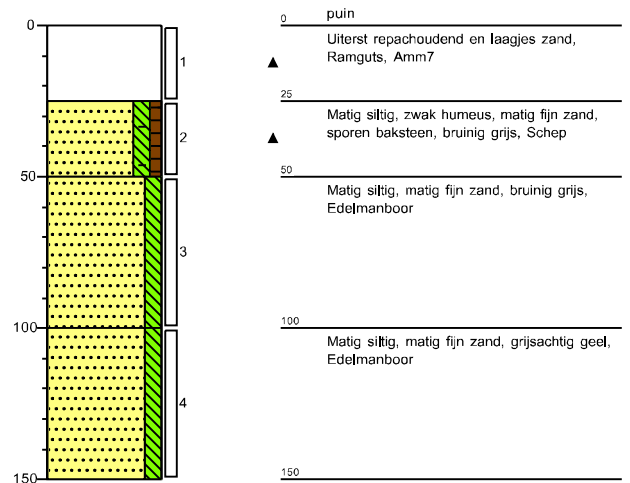 0
50
100
150
1
2
3
4
0
puin
Uiterst repachoudend en laagjes zand,
Ramguts, Amm7
25
Matig siltig, zwak humeus, matig fijn zand,
sporen baksteen, bruinig grijs, Schep
50
Matig siltig, matig fijn zand, bruinig grijs,
Edelmanboor
100
Matig siltig, matig fijn zand, grijsachtig geel,
Edelmanboor
150